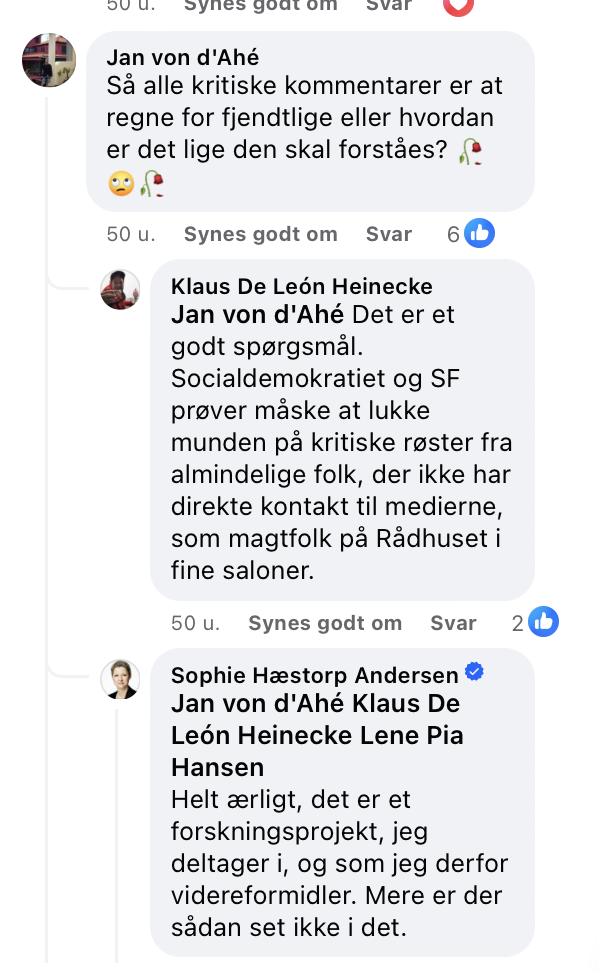 50 u. Synes godt om Svar
Jan von d'Ahé
Så alle kritiske kommentarer er at
regne for fjendtlige eller hvordan
er det lige den skal forståes? 🥀
🙄🥀
50 u. Synes godt om Svar 6
Klaus De León Heinecke
Jan von d'Ahé Det er et
godt spørgsmål.
Socialdemokratiet og SF
prøver måske at lukke
munden på kritiske røster fra
almindelige folk, der ikke har
direkte kontakt til medierne,
som magtfolk på Rådhuset i
fine saloner.
50 u. Synes godt om Svar 2
Sophie Hæstorp Andersen
Jan von d'Ahé Klaus De
León Heinecke Lene Pia
Hansen
Helt ærligt, det er et
forskningsprojekt, jeg
deltager i, og som jeg derfor
videreformidler. Mere er der
sådan set ikke i det.